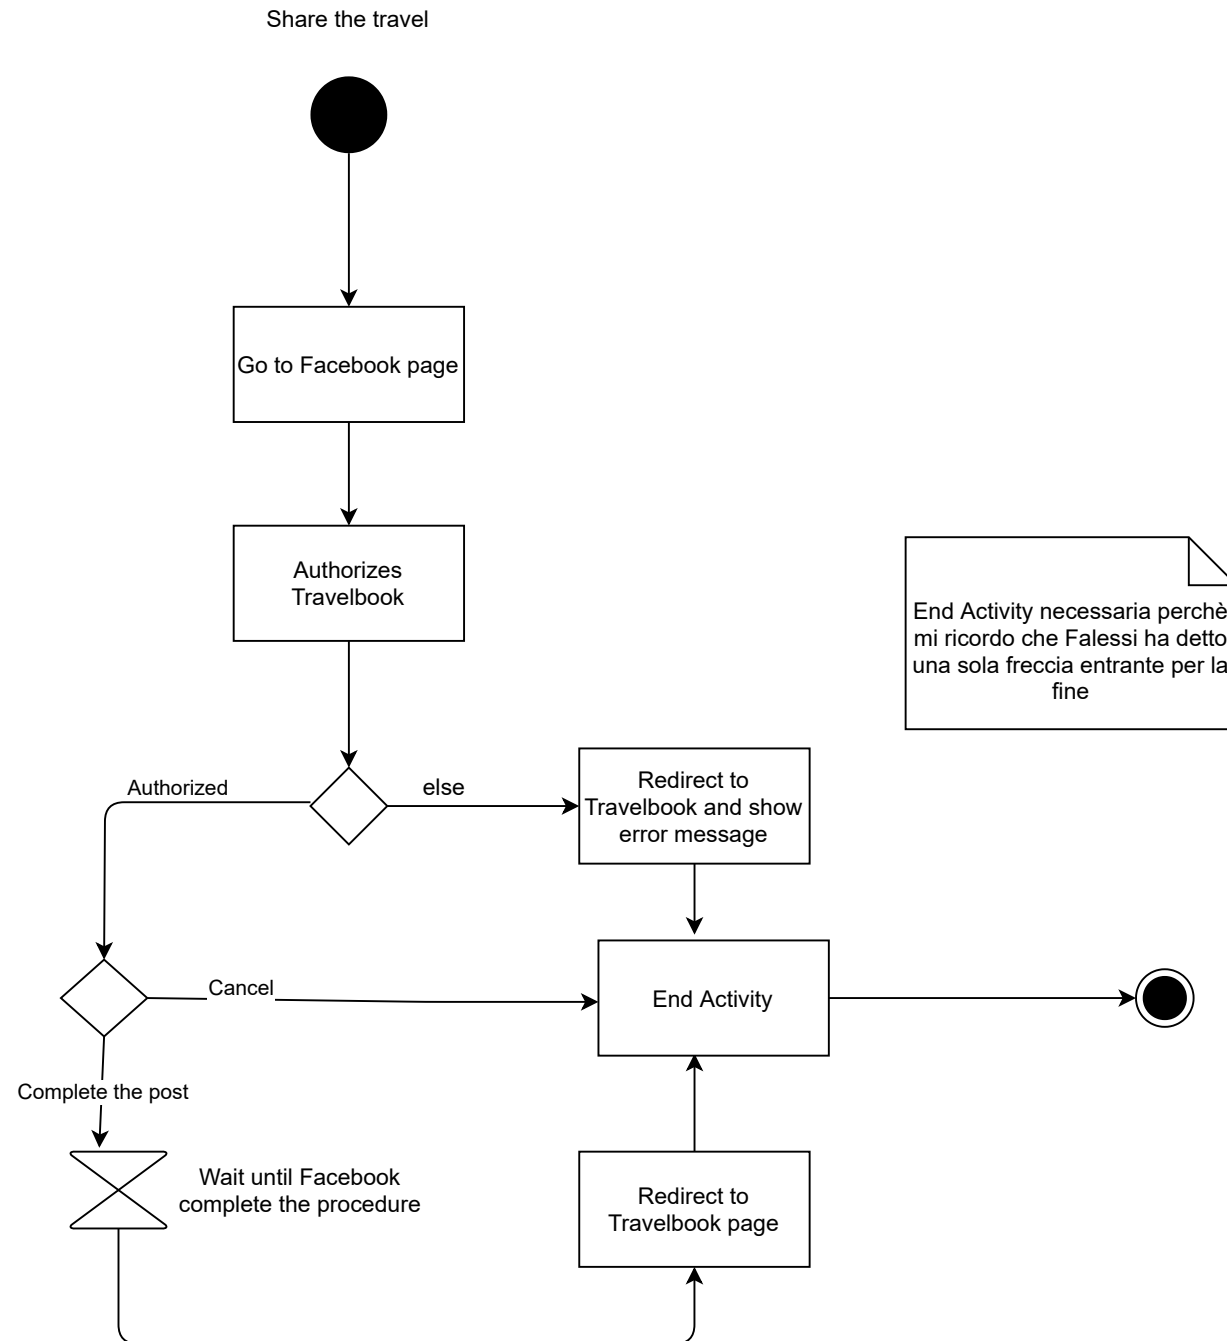 Share the travel
Go to Facebook page
Authorizes
Travelbook
End Activity necessaria perchè
mi ricordo che Falessi ha detto
una sola freccia entrante per la
fine
Authorized
else
Redirect to
Travelbook and show
error message
Cancel
End Activity
Complete the post
Wait until Facebook
complete the procedure
Redirect to
Travelbook page